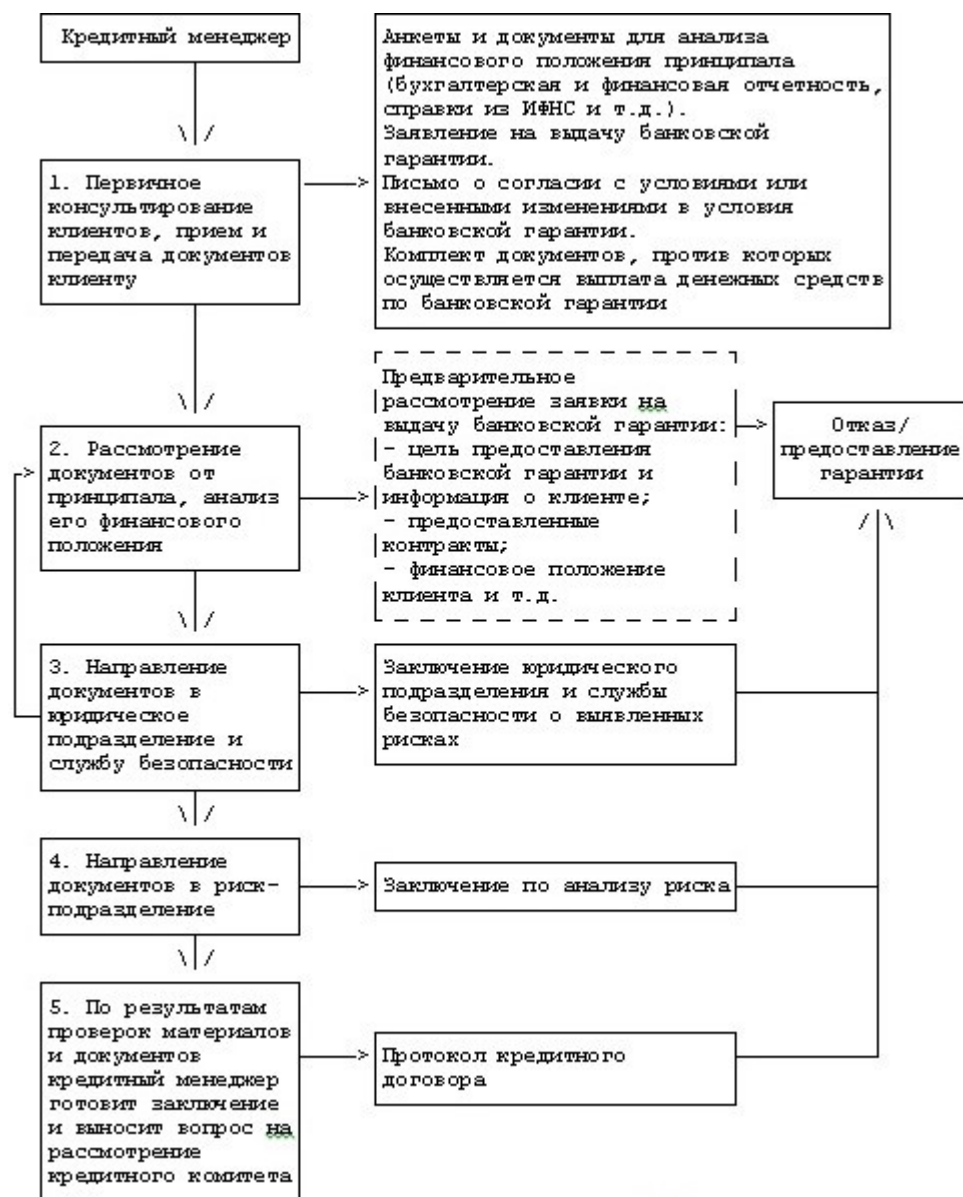 Кредитный менеджер
Анкеты и документы для анализа
финансового положения принципала
(бухгалтерская и финансовая отчетность,
справки из ИФНС и т.д.).
Заявление на выдачу банковской
гарантии.
Письмо о согласии с условиями или
внесенными изменениями в условия
банковской гарантии.
Комплект документов, против которых
осуществляется выплата денежных средств
по банковской гарантии
1. Первичное
консультирование
клиентов, прием и
передача документов
клиенту
Предварительное
рассмотрение заявки на
выдачу банковской гарантии:
- цель предоставления
банковской гарантии и
информация о клиенте;
- предоставленные
контракты;
- финансовое положение
клиента и т.д.
Отказ/
предоставление
гарантии
2. Рассмотрение
документов от
принципала, анализ
его финансового
положения
3. Направление
документов в
юридическое
подразделение и
службу безопасности
Заключение юридического
подразделения и службы
безопасности о выявленных
рисках
4. Направление
документов в риск-
подразделение
Заключение по анализу риска
5. По результатам
проверок материалов
и документов
кредитный менеджер
готовит заключение
и выносит вопрос на
рассмотрение
кредитного комитета
Протокол кредитного
договора